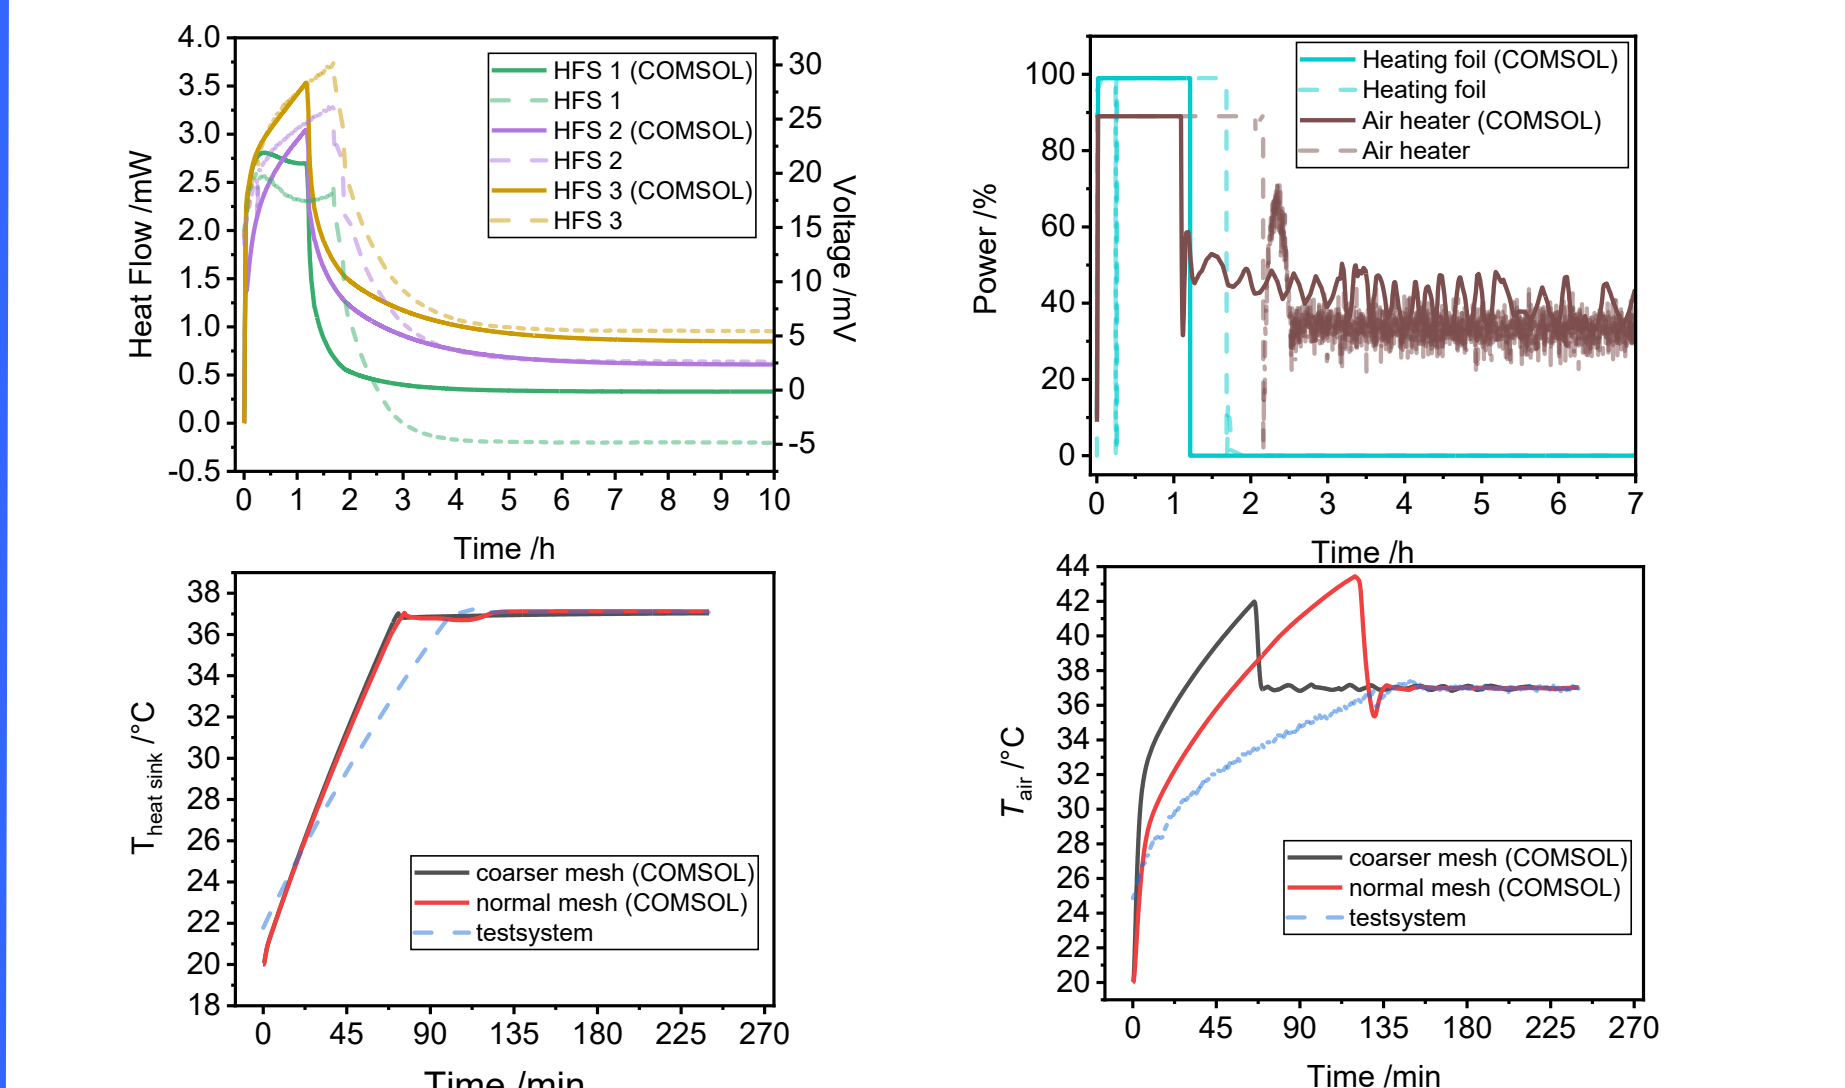 4.0
3.5
3.0
2.5
2.0
1.5
1.0
0.5
0.0
-0.5
Heat Flow /mW
30
25
20
15
10
5
0
-5
Voltage /mV
HFS 1 (COMSOL)
HFS 1
HFS 2 (COMSOL)
HFS 2
HFS 3 (COMSOL)
HFS 3
0 1 2 3 4 5 6 7 8 9 10
Time /h
100
80
60
40
20
0
Power /%
Heating foil (COMSOL)
Heating foil
Air heater (COMSOL)
Air heater
0 1 2 3 4 5 6 7
Time /h
38
36
34
32
30
28
26
24
22
20
18
T heat sink /°C
coarser mesh (COMSOL)
normal mesh (COMSOL)
testsystem
0 45 90 135 180 225 270
Time /min
44
42
40
38
36
34
32
30
28
26
24
22
20
T air /°C
coarser mesh (COMSOL)
normal mesh (COMSOL)
testsystem
0 45 90 135 180 225 270
Time /min